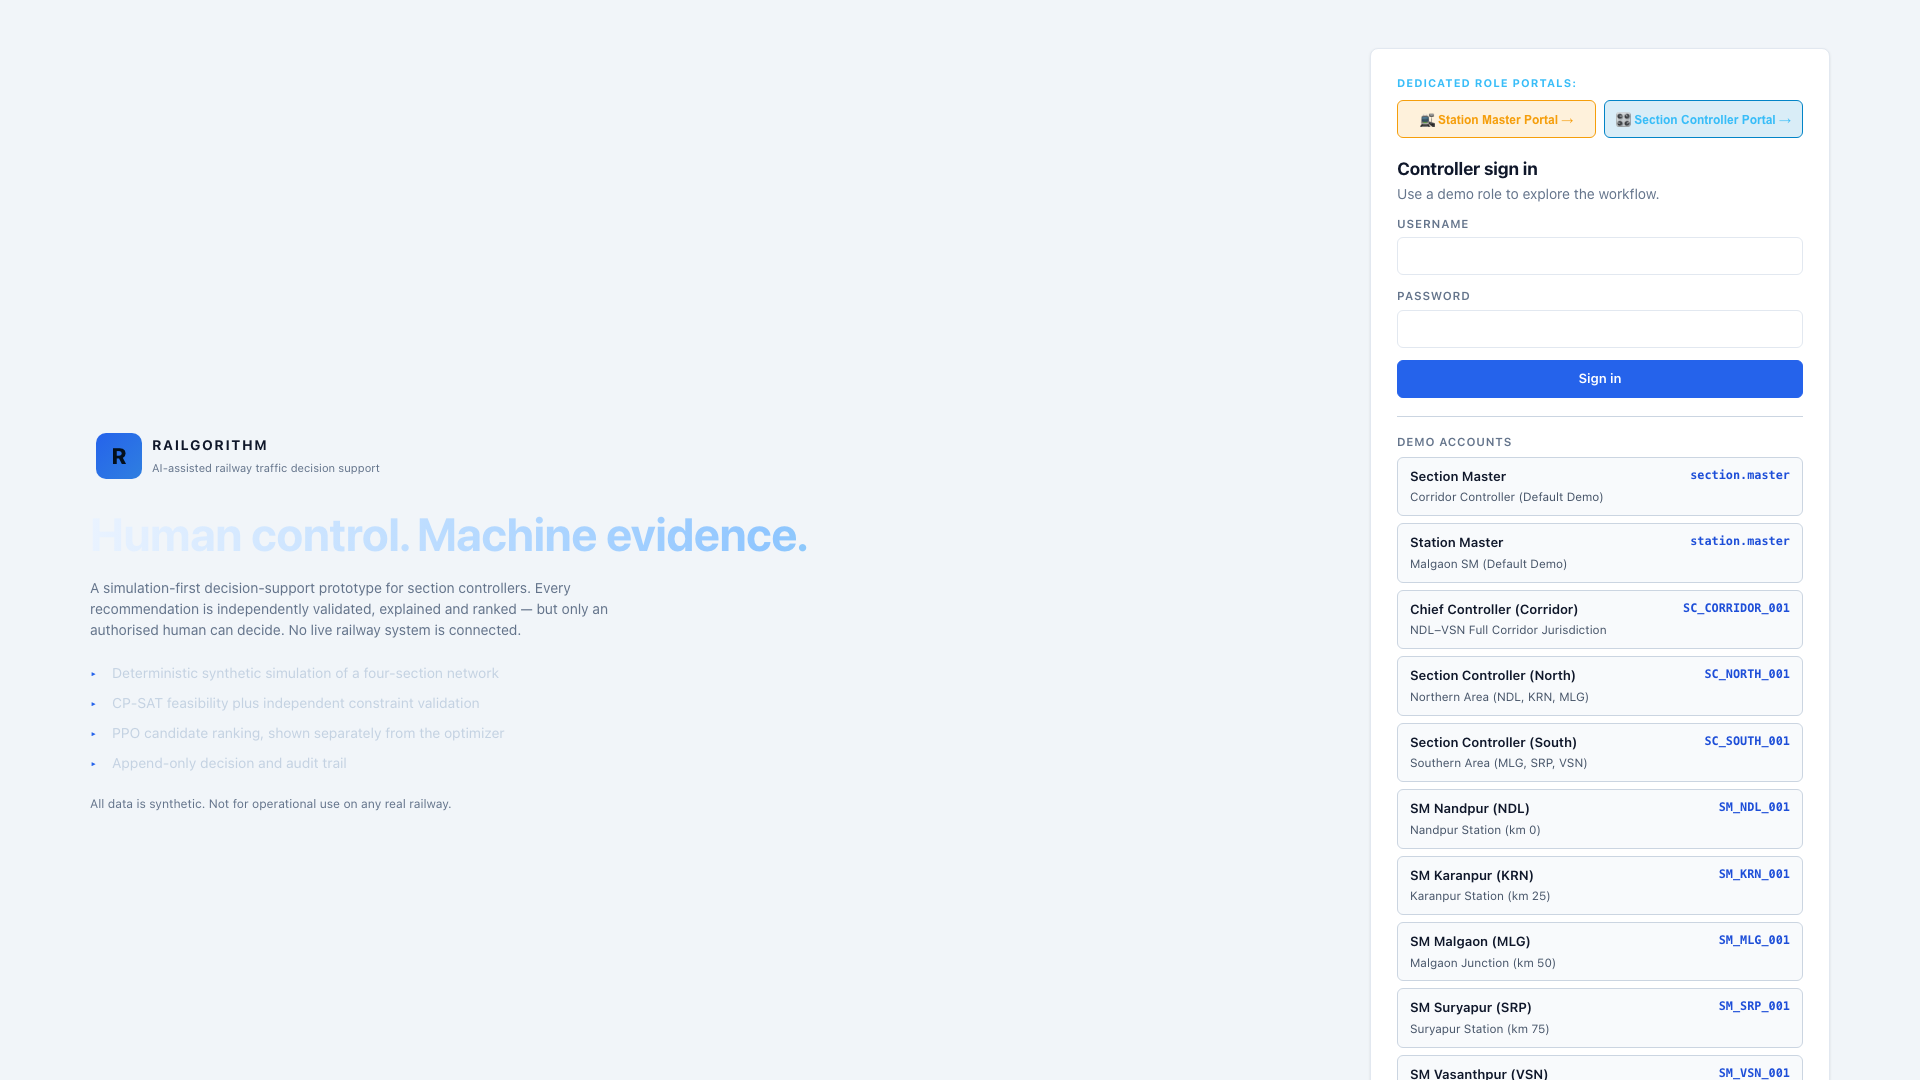 R
RAILGORITHM
AI-assisted railway traffic decision support
Human control. Machine evidence.
A simulation-first decision-support prototype for section controllers. Every
recommendation is independently validated, explained and ranked — but only an
authorised human can decide. No live railway system is connected.
▸ Deterministic synthetic simulation of a four-section network
▸ CP-SAT feasibility plus independent constraint validation
▸ PPO candidate ranking, shown separately from the optimizer
▸ Append-only decision and audit trail
All data is synthetic. Not for operational use on any real railway.
DEDICATED ROLE PORTALS:
Station Master Portal →
Section Controller Portal →
Controller sign in
Use a demo role to explore the workflow.
USERNAME
PASSWORD
Sign in
DEMO ACCOUNTS
Section Master section.master
Corridor Controller (Default Demo)
Station Master station.master
Malgaon SM (Default Demo)
Chief Controller (Corridor) SC_CORRIDOR_001
NDL–VSN Full Corridor Jurisdiction
Section Controller (North) SC_NORTH_001
Northern Area (NDL, KRN, MLG)
Section Controller (South) SC_SOUTH_001
Southern Area (MLG, SRP, VSN)
SM Nandpur (NDL) SM_NDL_001
Nandpur Station (km 0)
SM Karanpur (KRN) SM_KRN_001
Karanpur Station (km 25)
SM Malgaon (MLG) SM_MLG_001
Malgaon Junction (km 50)
SM Suryapur (SRP) SM_SRP_001
Suryapur Station (km 75)
SM Vasanthpur (VSN) SM_VSN_001